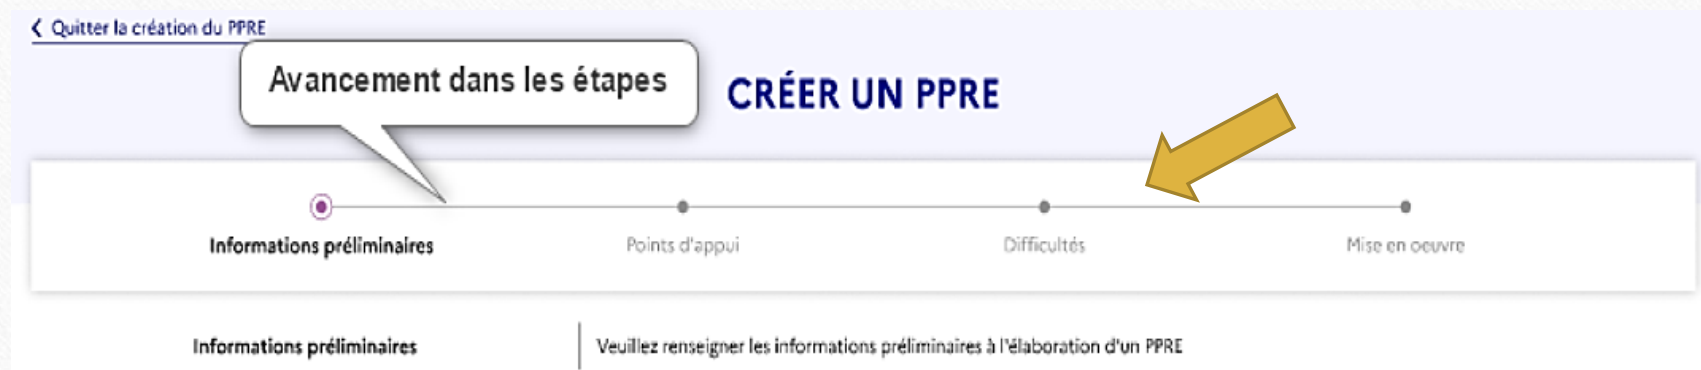 Quitter la création du PPRE
Avancement dans les étapes
CRÉER UN PPRE
Informations préliminaires
Points d'appui
Difficultés
Mise en oeuvre
Informations préliminaires
Veuillez renseigner les informations préliminaires à l'élaboration d'un PPRE